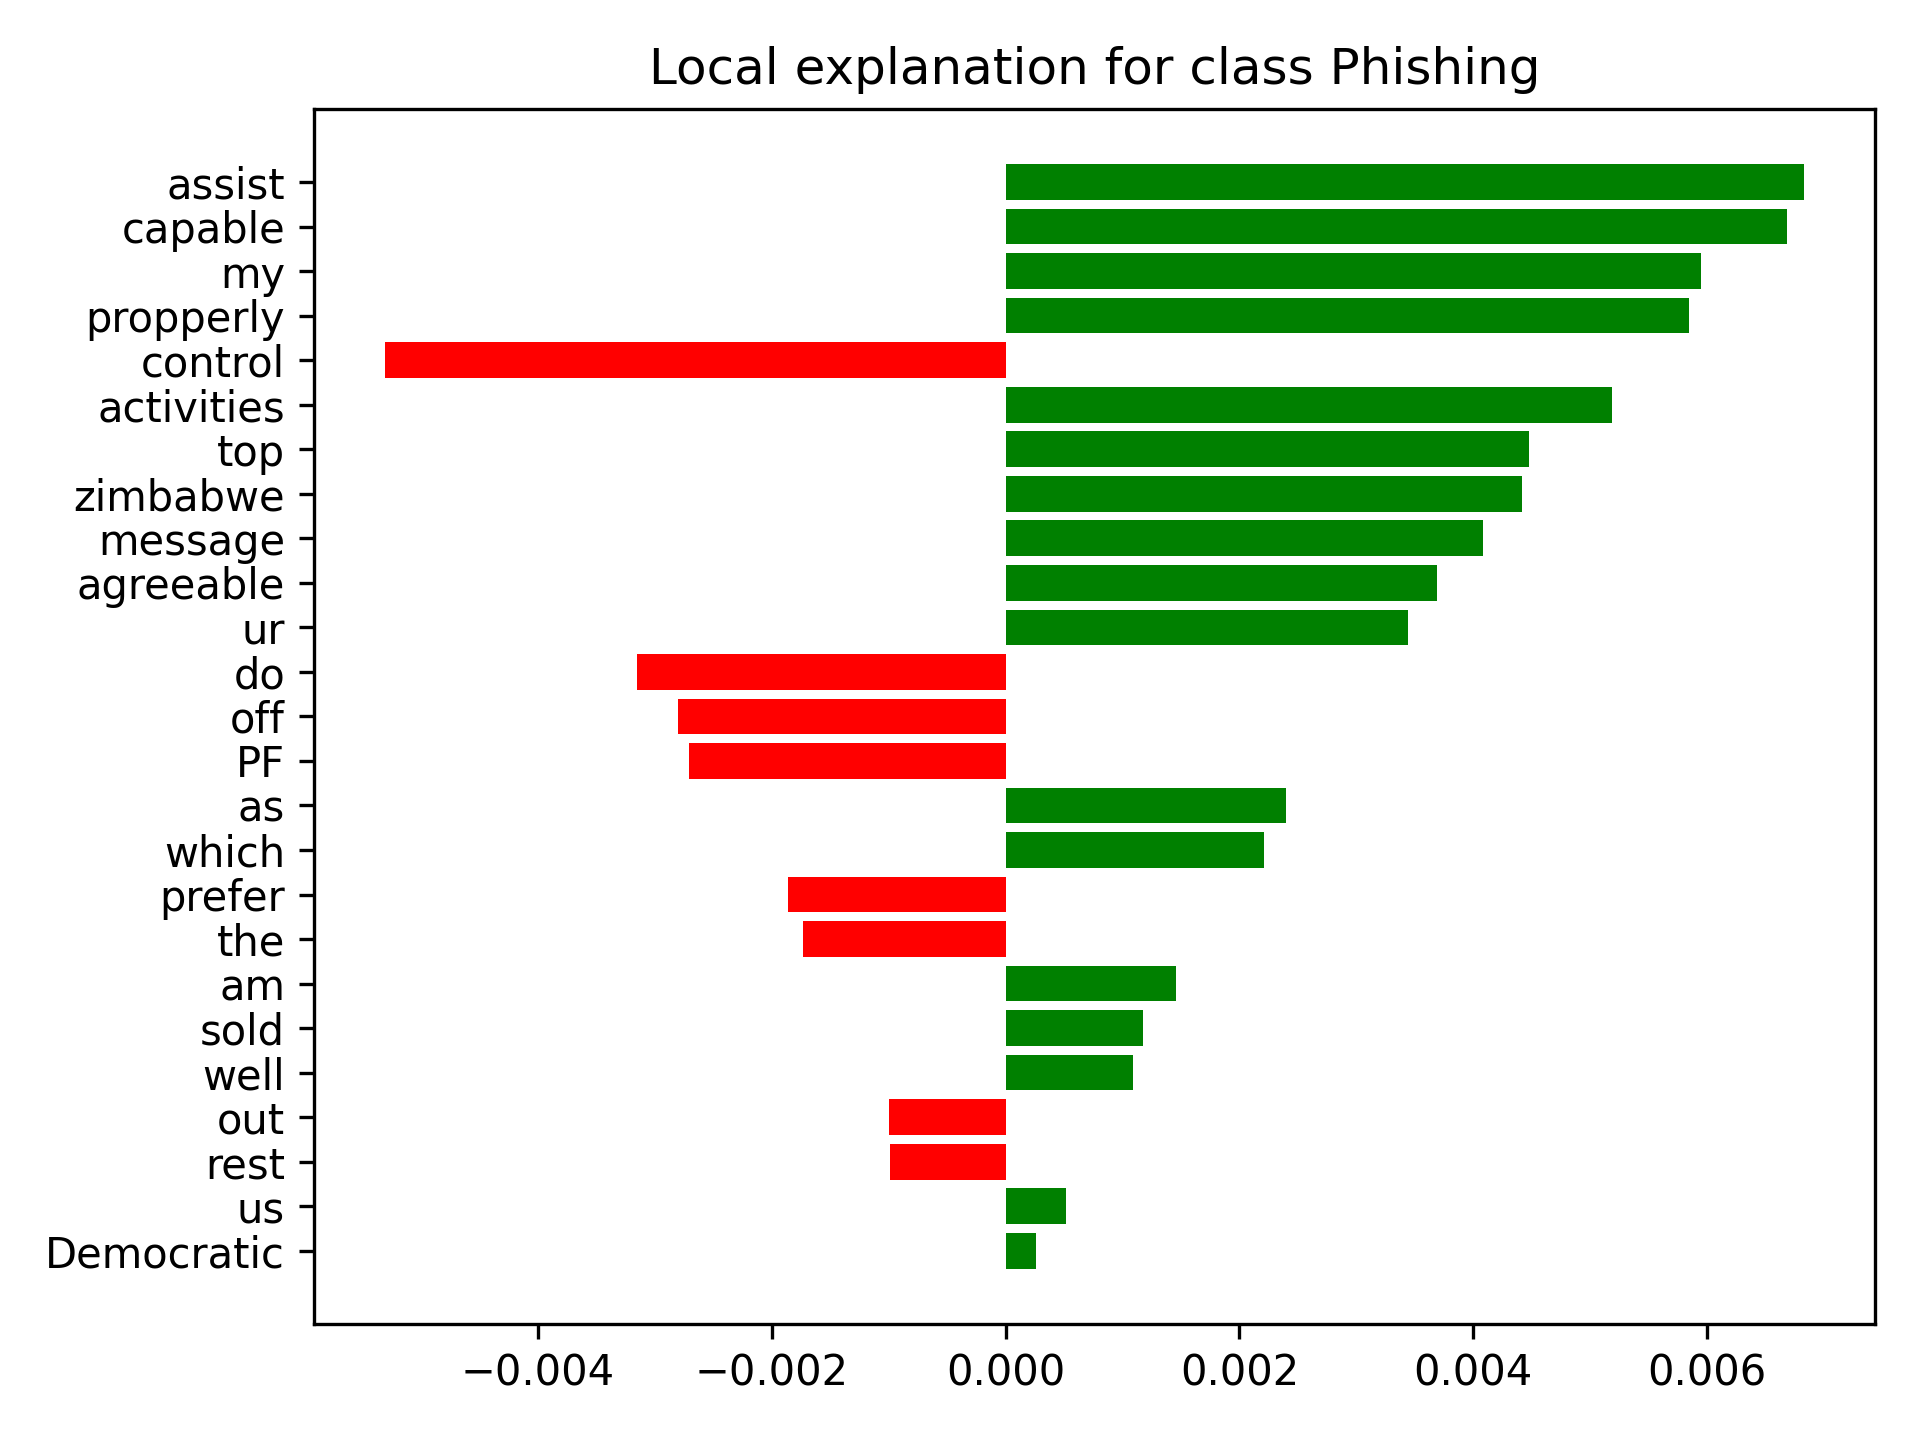 Local explanation for class Phishing
assist
capable
my
propperly
control
activities
top
zimbabwe
message
agreeable
ur
do
off
PF
as
which
prefer
the
am
sold
well
out
rest
us
Democratic
−0.004 −0.002 0.000 0.002 0.004 0.006